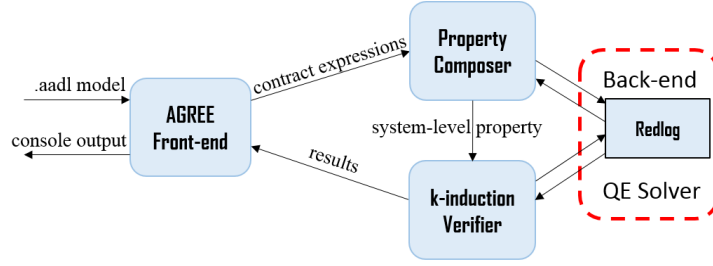 .aadl model
console output
AGREE
Front-end
contract expressions
results
Property
Composer
system-level property
k-induction
Verifier
Back-end
Redlog
QE Solver